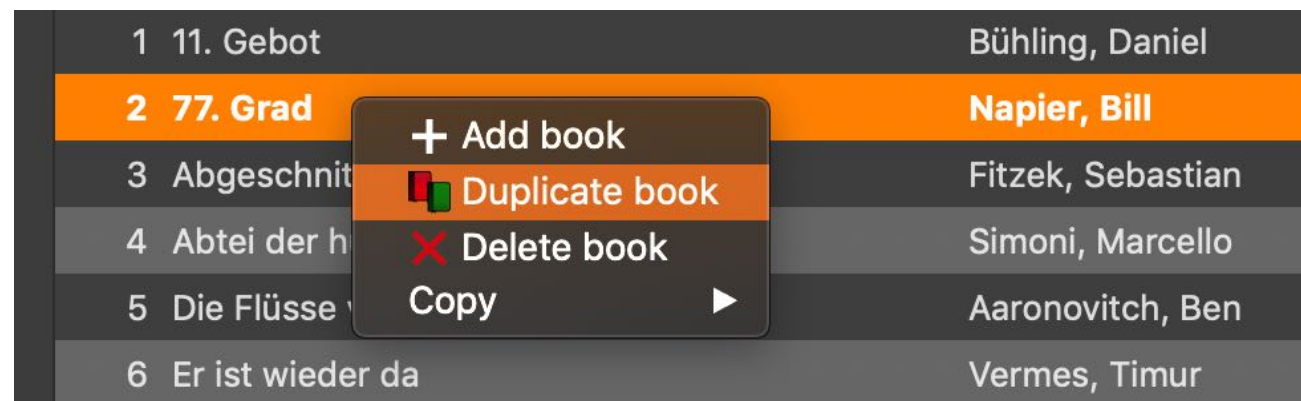 1 11. Gebot Bühling, Daniel
2 77. Grad Napier, Bill
Add book
3 Abgeschnit Fitzek, Sebastian
Duplicate book
4 Abtei der h Simoni, Marcello
Delete book
5 Die Flüsse Aaronovitch, Ben
Copy
6 Er ist wieder da Vermes, Timur